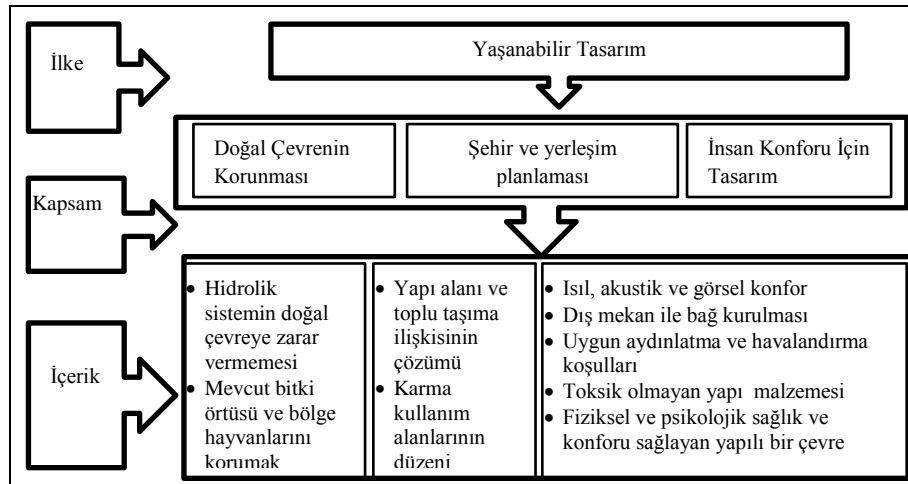 İlke
Yaşanabilir Tasarım
Doğal Çevrenin
Korunması
Şehir ve yerleşim
planlaması
İnsan Konforu İçin
Tasarım
Kapsam
İçerik
• Hidrolik
sistemin doğal
çevreye zarar
vermemesi
• Mevcut bitki
örtüsü ve bölge
hayvanlarını
korumak
• Yapı alanı ve
toplu taşıma
ilişkisinin
çözümü
• Karma
kullanım
alanlarının
düzeni
• Isıl, akustik ve görsel konfor
• Dış mekan ile bağ kurulması
• Uygun aydınlatma ve havalandırma
koşulları
• Toksik olmayan yapı malzemesi
• Fiziksel ve psikolojik sağlık ve
konforu sağlayan yapılı bir çevre